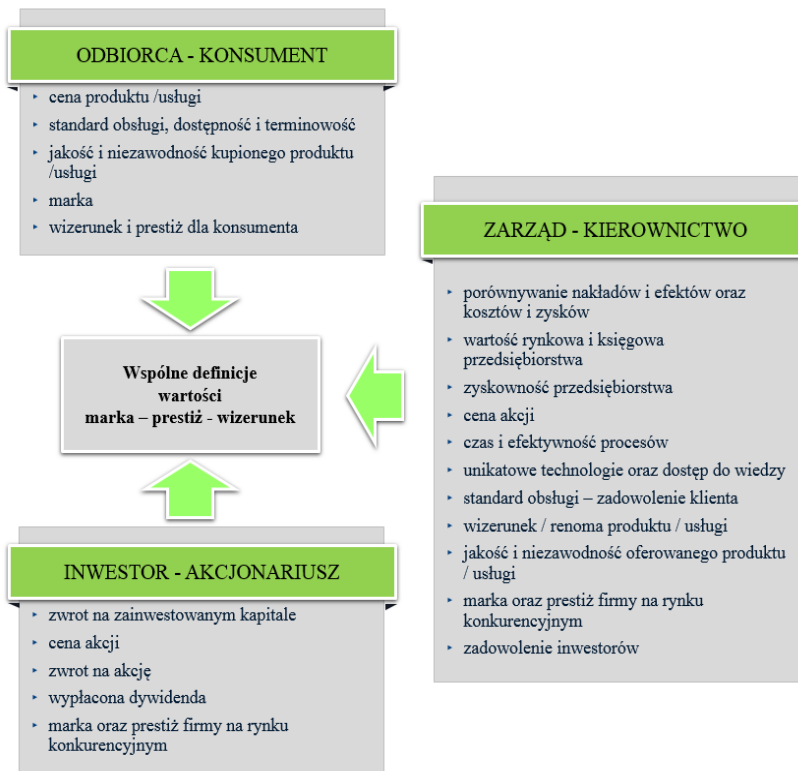 ODBIORCA - KONSUMENT
‣ cena produktu /usługi
‣ standard obsługi, dostępność i terminowość
‣ jakość i niezawodność kupionego produktu
/usługi
‣ marka
‣ wizerunek i prestiż dla konsumenta
Wspólne definicje
wartości
marka – prestiż - wizerunek
INWESTOR - AKCJONARIUSZ
‣ zwrot na zainwestowanym kapitale
‣ cena akcji
‣ zwrot na akcję
‣ wypłacona dywidenda
‣ marka oraz prestiż firmy na rynku
konkurencyjnym
ZARZĄD - KIEROWNICTWO
‣ porównywanie nakładów i efektów oraz
kosztów i zysków
‣ wartość rynkowa i księgowa
przedsiębiorstwa
‣ zyskowność przedsiębiorstwa
‣ cena akcji
‣ czas i efektywność procesów
‣ unikatowe technologie oraz dostęp do wiedzy
‣ standard obsługi – zadowolenie klienta
‣ wizerunek / renoma produktu / usługi
‣ jakość i niezawodność oferowanego produktu
/ usługi
‣ marka oraz prestiż firmy na rynku
konkurencyjnym
‣ zadowolenie inwestorów